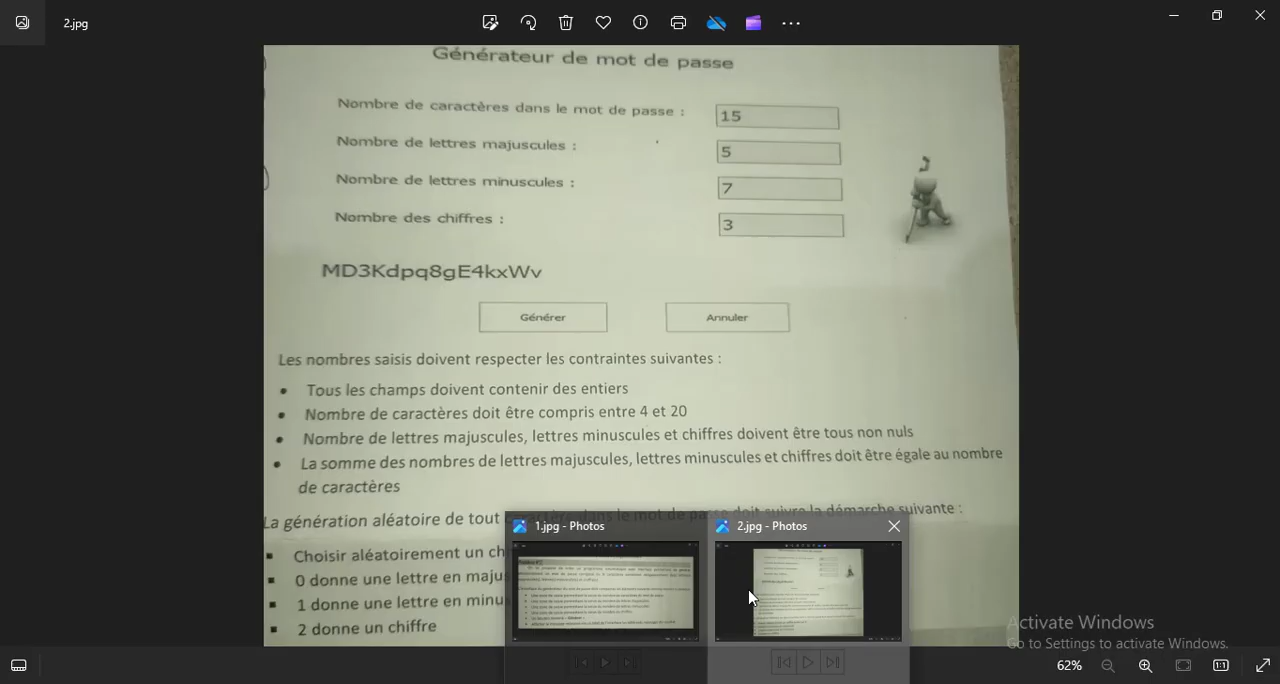 2.jpg
Générateur de mot de passe
Nombre de caractères dans le mot de passe : 15
Nombre de lettres majuscules : 5
Nombre de lettres minuscules : 7
Nombre des chiffres : 3
MD3Kdpq8gE4kxWv
Générer Annuler
Les nombres saisis doivent respecter les contraintes suivantes :
• Tous les champs doivent contenir des entiers
• Nombre de caractères doit être compris entre 4 et 20
• Nombre de lettres majuscules, lettres minuscules et chiffres doivent être tous non nuls
• La somme des nombres de lettres majuscules, lettres minuscules et chiffres doit être égale au nombre
de caractères
La génération aléatoire de tout caractères dans le mot de passe doit suivre la démarche suivante :
1.jpg - Photos 2.jpg - Photos
Choisir aléatoirement un ch
0 donne une lettre en majus
1 donne une lettre en minu
2 donne un chiffre
Activate Windows
Go to Settings to activate Windows.
62% 1:1